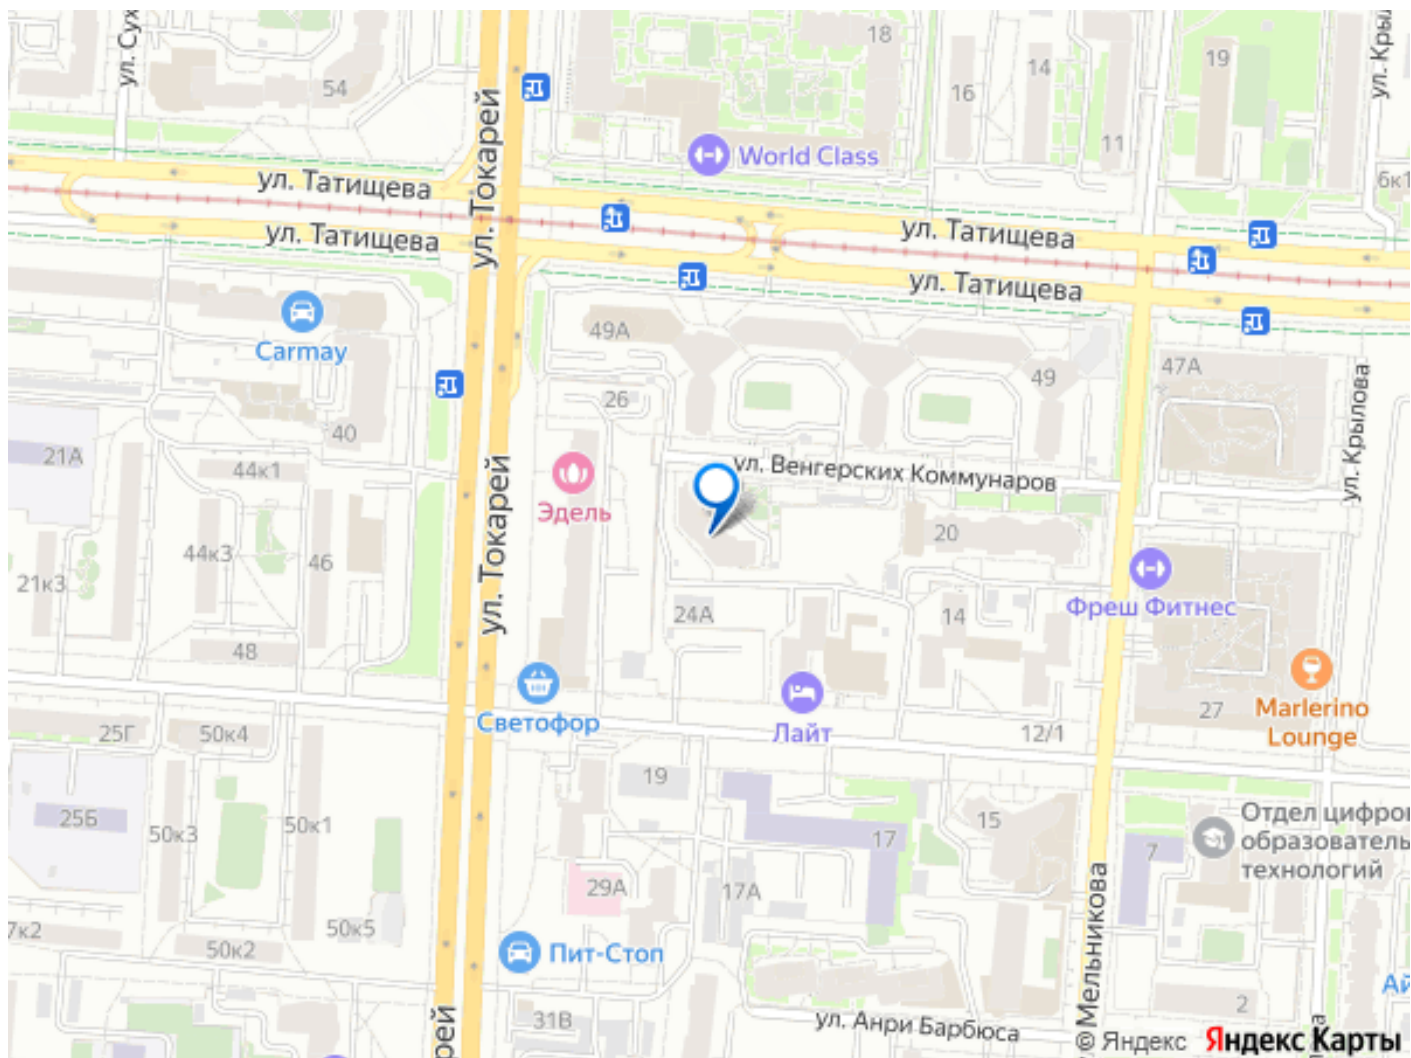 ул. Сух
18
19
ул. Крыл
54
16
14
11
World Class
6к1
ул. Татищева
ул. Токарей
ул. Татищева
ул. Татищева
ул. Татищева
49А
Carmay
49
47А
26
40
21А
44к1
ул. Крылова
ул. Венгерских Коммунаров
Эдель
20
44к3
46
21к3
ул. Токарей
Фреш Фитнес
24А
14
48
Светофор
Лайт
27
Marlerino
Lounge
25Г
50к4
12/1
19
25Б
50к3
50к1
17
15
7
Отдел цифров
образователь
технологий
29А
17А
7к2
50к2
50к5
Пит-Стоп
Мельникова
Ай
2
31В
ул. Анри Барбюса
рей
а
© Яндекс Яндекс Карты